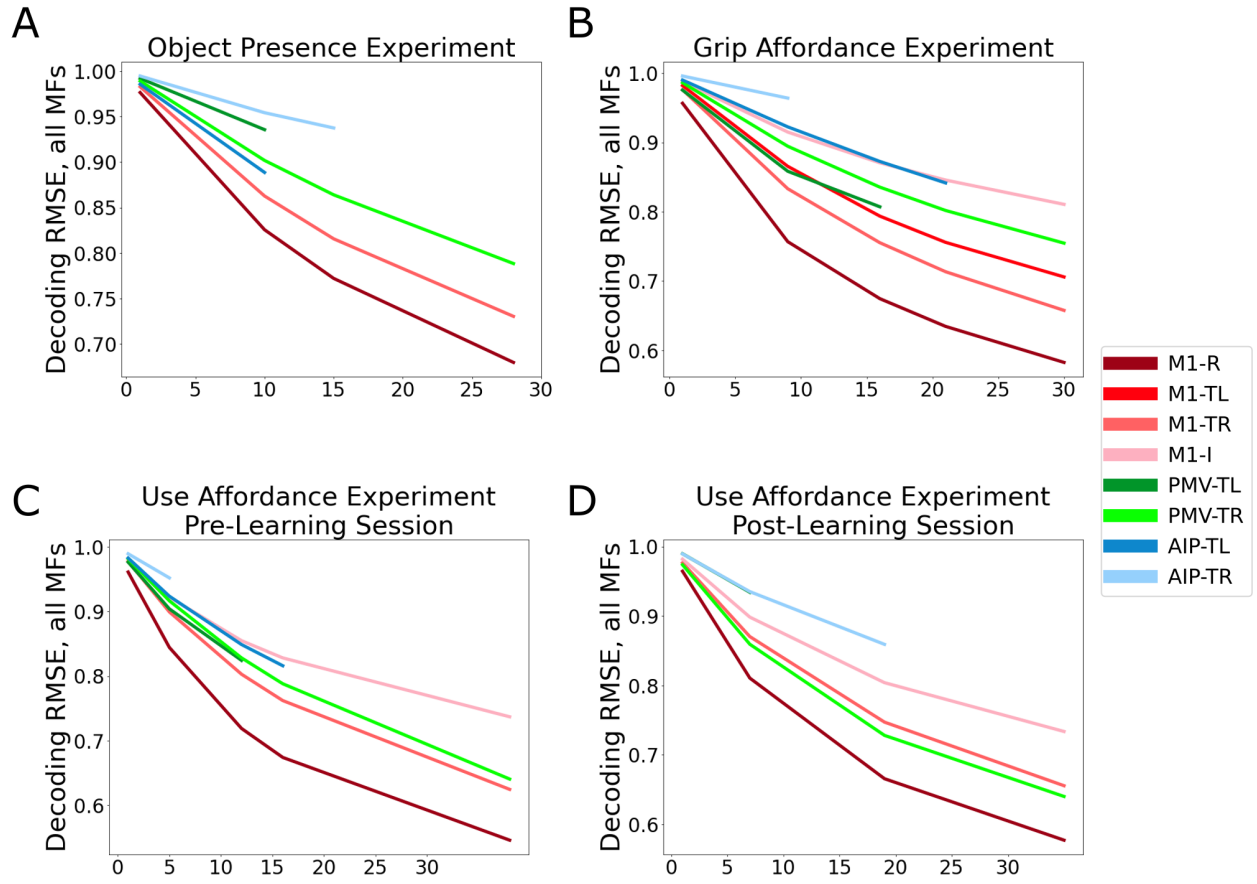 A
Object Presence Experiment
Decoding RMSE, all MFs
1.00
0.95
0.90
0.85
0.80
0.75
0.70
0 5 10 15 20 25 30
B
Grip Affordance Experiment
Decoding RMSE, all MFs
1.0
0.9
0.8
0.7
0.6
0 5 10 15 20 25 30
M1-R
M1-TL
M1-TR
M1-I
PMV-TL
PMV-TR
AIP-TL
AIP-TR
C
Use Affordance Experiment
Pre-Learning Session
Decoding RMSE, all MFs
1.0
0.9
0.8
0.7
0.6
0 5 10 15 20 25 30
D
Use Affordance Experiment
Post-Learning Session
Decoding RMSE, all MFs
1.0
0.9
0.8
0.7
0.6
0 5 10 15 20 25 30